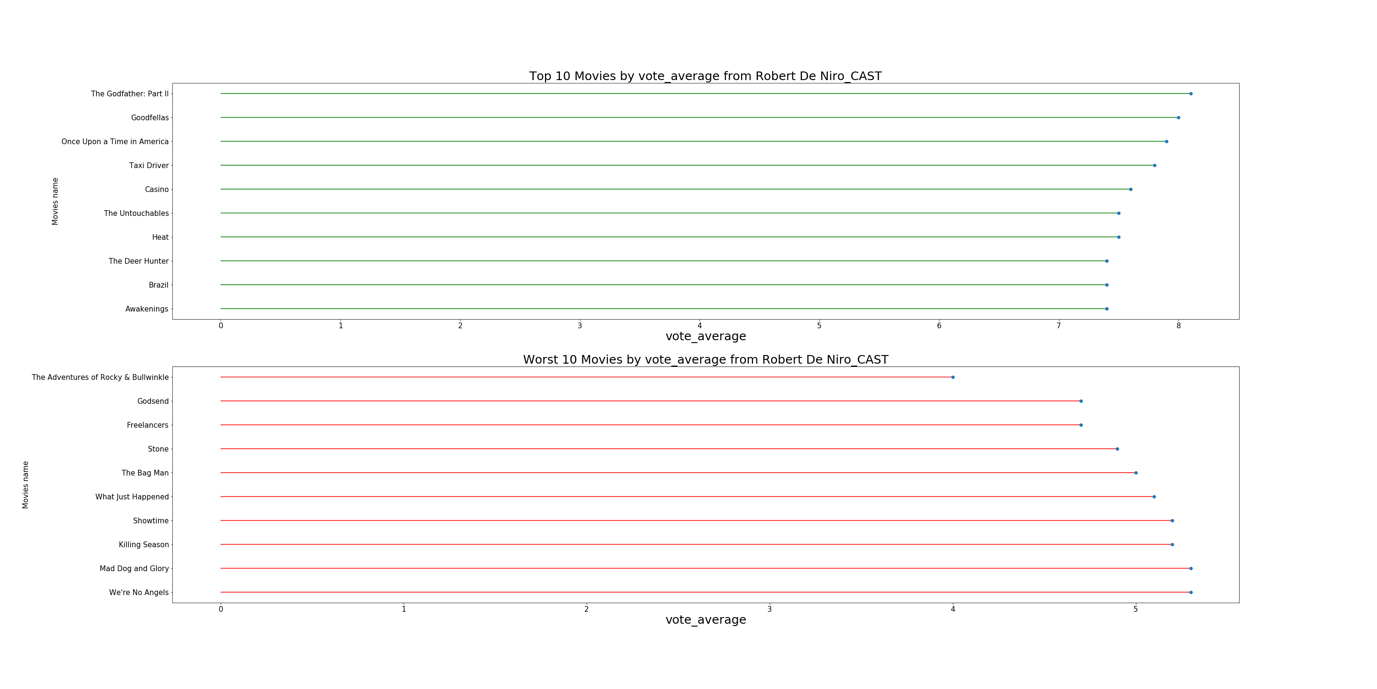 Top 10 Movies by vote_average from Robert De Niro_CAST
Movies name
The Godfather: Part II
Goodfellas
Once Upon a Time in America
Taxi Driver
Casino
The Untouchables
Heat
The Deer Hunter
Brazil
Awakenings
0 1 2 3 4 5 6 7 8
vote_average
Worst 10 Movies by vote_average from Robert De Niro_CAST
Movies name
The Adventures of Rocky & Bullwinkle
Godsend
Freelancers
Stone
The Bag Man
What Just Happened
Showtime
Killing Season
Mad Dog and Glory
We're No Angels
0 1 2 3 4 5
vote_average